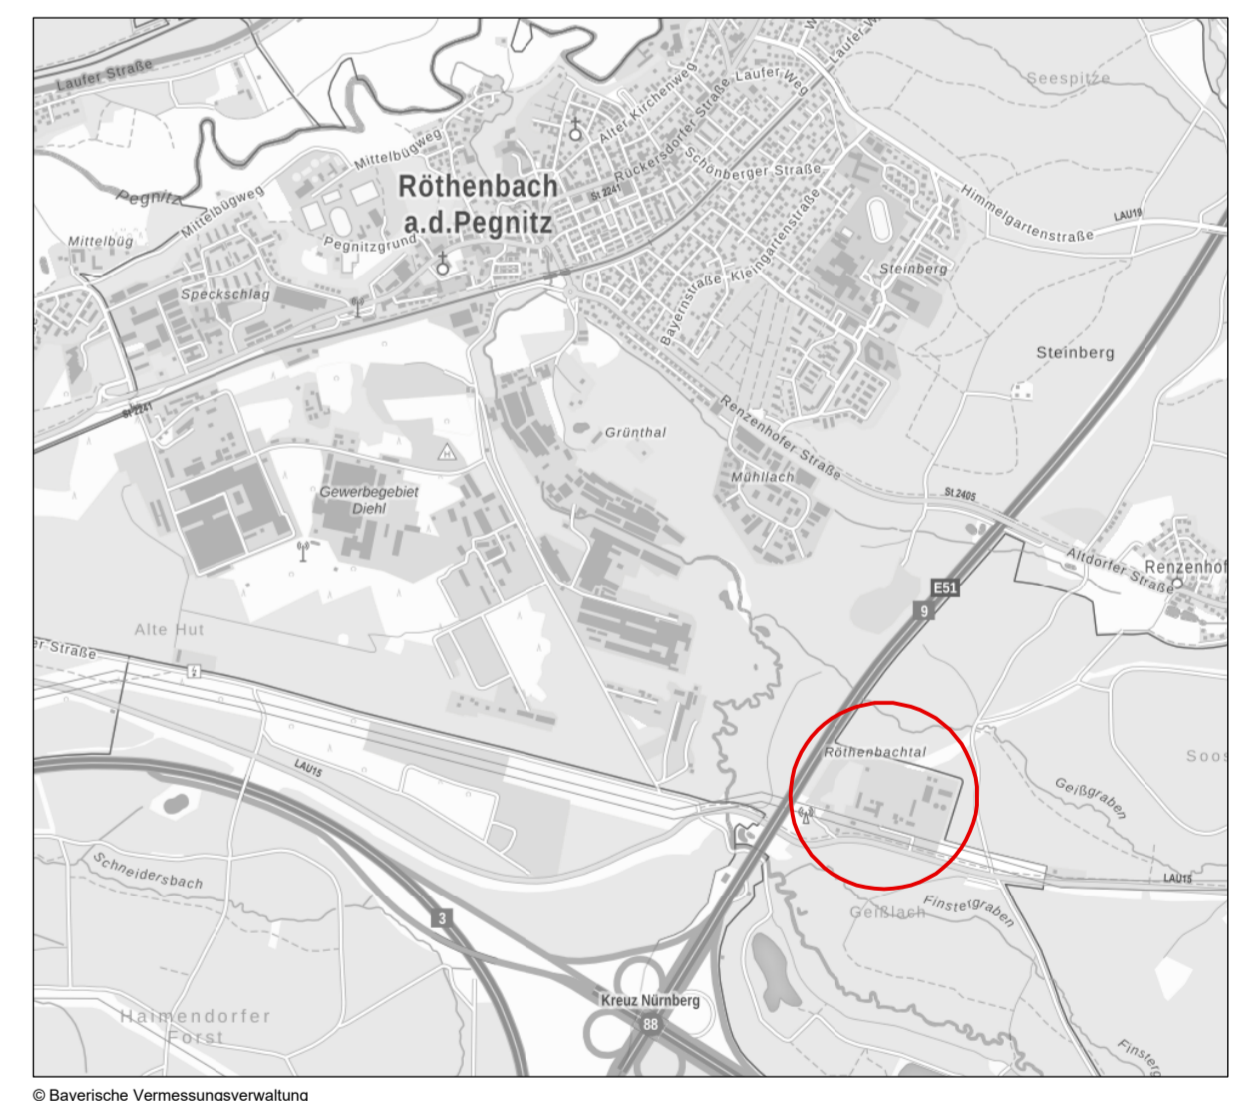 Laufer Straße
Seespitze
Laufer Weg
Alter Kirchenweg
Rückersdorfer Straße
Mittelbügweg
Schönberger Straße
Röthenbach
a.d.Pegnitz
St 2241
Pegnitz
Mittelbügweg
Himmelgartenstraße
LAU19
Mittelbüg
Pegnitzgrund
Kleingartenstraße
Bayernstraße
Steinberg
Speckschlag
Steinberg
St 2241
Renzenhofer Straße
Grünthal
Mühllach
Gewerbegebiet
Diehl
St 2405
Altdorfer Straße
Renzenhof
E51
9
Alte Hut
er Straße
Röthenbachtal
Soos
LAU15
Geißgraben
Schneidersbach
LAU15
Finstergraben
Geißlach
3
Kreuz Nürnberg
88
Haimendorfer
Forst
Finsterg
© Bayerische Vermessungsverwaltung